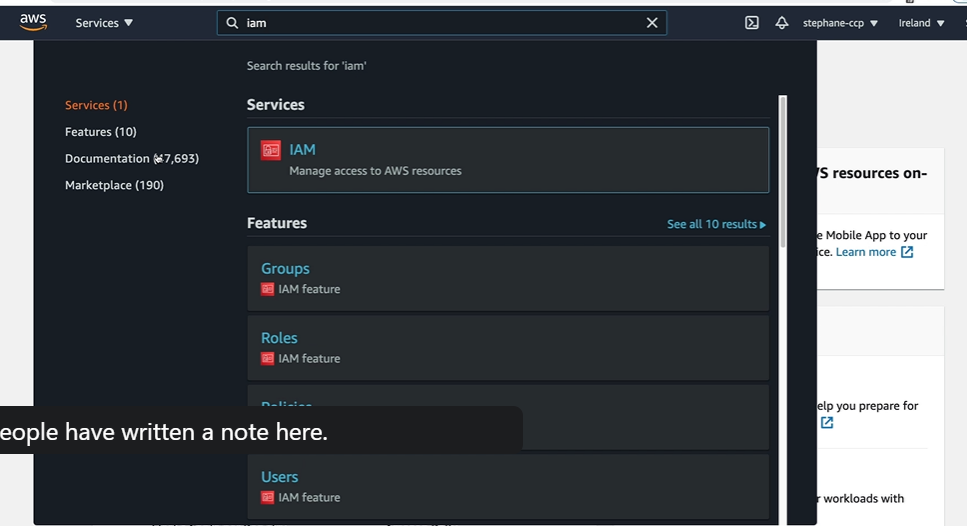 aws Services ▼ iam stephane-ccp ▼ Ireland ▼
Search results for 'iam'
Services (1)
Features (10)
Documentation 7,693)
Marketplace (190)
Services
IAM
Manage access to AWS resources
Features
See all 10 results ▶
Groups
IAM feature
Roles
IAM feature
Policies
eople have written a note here.
Users
IAM feature
VS resources on-
e Mobile App to your
ice. Learn more
elp you prepare for
r workloads with